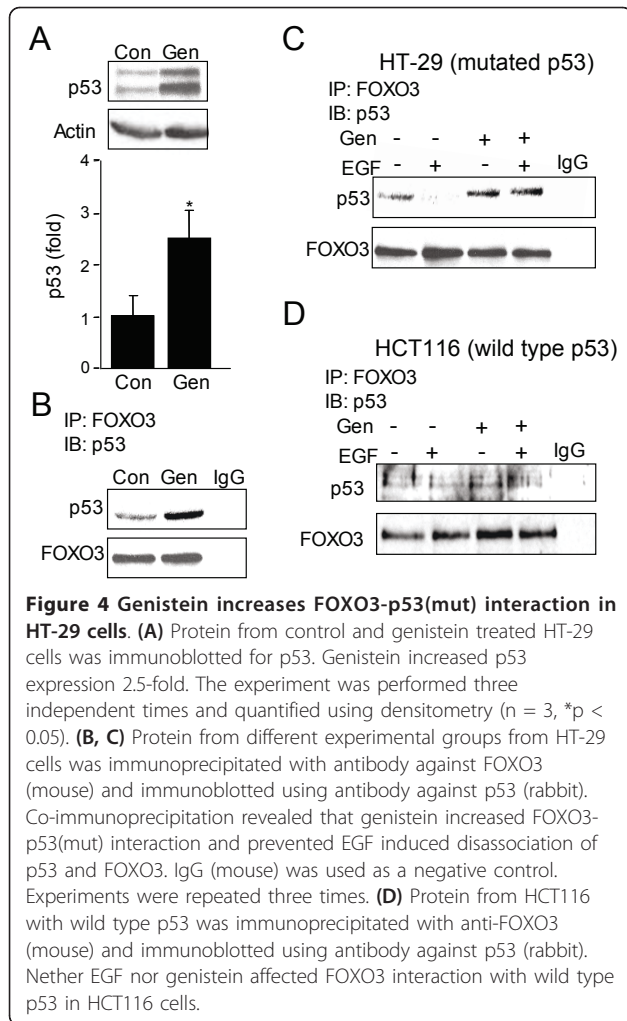 A
Con Gen
p53
Actin
4
3
2
1
0
p53 (fold)
*
Con Gen
B
IP: FOXO3
IB: p53
Con Gen IgG
p53
FOXO3
C
HT-29 (mutated p53)
IP: FOXO3
IB: p53
Gen - - + +
EGF - + - + IgG
p53
FOXO3
D
HCT116 (wild type p53)
IP: FOXO3
IB: p53
Gen - - + +
EGF - + - + IgG
p53
FOXO3
Figure 4 Genistein increases FOXO3-p53(mut) interaction in
HT-29 cells. (A) Protein from control and genistein treated HT-29
cells was immunoblotted for p53. Genistein increased p53
expression 2.5-fold. The experiment was performed three
independent times and quantified using densitometry (n = 3, *p <
0.05). (B, C) Protein from different experimental groups from HT-29
cells was immunoprecipitated with antibody against FOXO3
(mouse) and immunoblotted using antibody against p53 (rabbit).
Co-immunoprecipitation revealed that genistein increased FOXO3-
p53(mut) interaction and prevented EGF induced disassociation of
p53 and FOXO3. IgG (mouse) was used as a negative control.
Experiments were repeated three times. (D) Protein from HCT116
with wild type p53 was immunoprecipitated with anti-FOXO3
(mouse) and immunoblotted using antibody against p53 (rabbit).
Nether EGF nor genistein affected FOXO3 interaction with wild type
p53 in HCT116 cells.